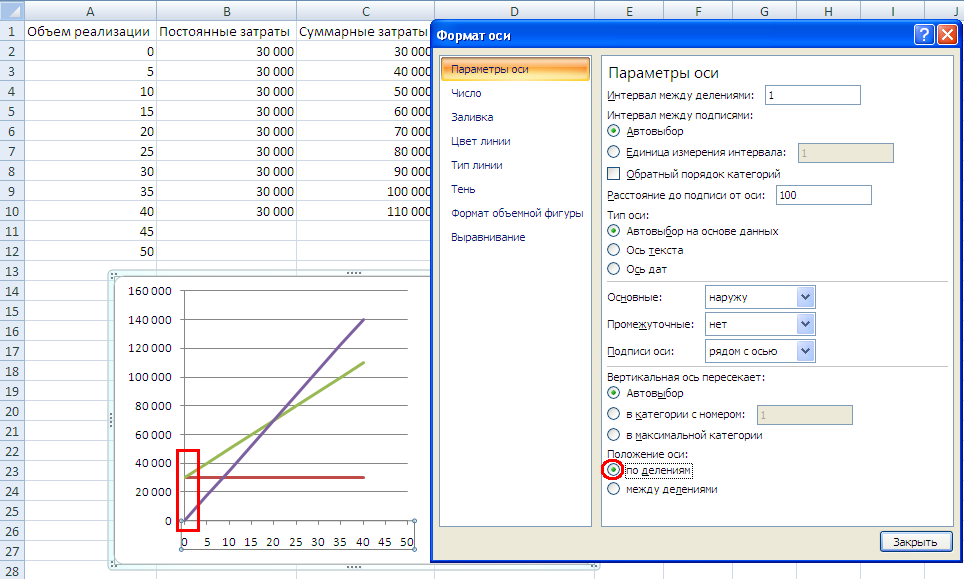 A B C D E F G H I J
1 Объем реализации Постоянные затраты Суммарные затраты
2 0 30 000 30 000
3 5 30 000 40 000
4 10 30 000 50 000
5 15 30 000 60 000
6 20 30 000 70 000
7 25 30 000 80 000
8 30 30 000 90 000
9 35 30 000 100 000
10 40 30 000 110 000
11 45
12 50
13
14
15
16
17
18
19
20
21
22
23
24
25
26
27
28
160 000
140 000
120 000
100 000
80 000
60 000
40 000
20 000
0
0 5 10 15 20 25 30 35 40 45 50
Формат оси
Параметры оси
Число
Заливка
Цвет линии
Тип линии
Тень
Формат объемной фигуры
Выравнивание
Параметры оси
Интервал между делениями: 1
Интервал между подписями:
Автовыбор
Единица измерения интервала: 1
Обратный порядок категорий
Расстояние до подписи от оси: 100
Тип оси:
Автовыбор на основе данных
Ось текста
Ось дат
Основные: наружу
Промежуточные: нет
Подписи оси: рядом с осью
Вертикальная ось пересекает:
Автовыбор
в категории с номером: 1
в максимальной категории
Положение оси:
по делениям
между делениями
Закрыть